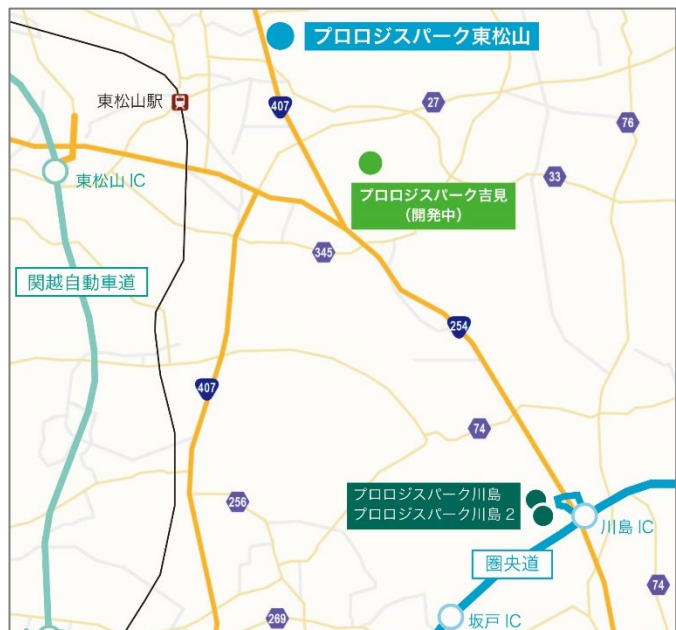 プロロジスパーク東松山
東松山駅
407
27
76
東松山 IC
33
プロロジスパーク吉見
(開発中)
345
関越自動車道
254
407
74
プロロジスパーク川島
プロロジスパーク川島 2
256
川島 IC
圏央道
74
269
坂戸 IC